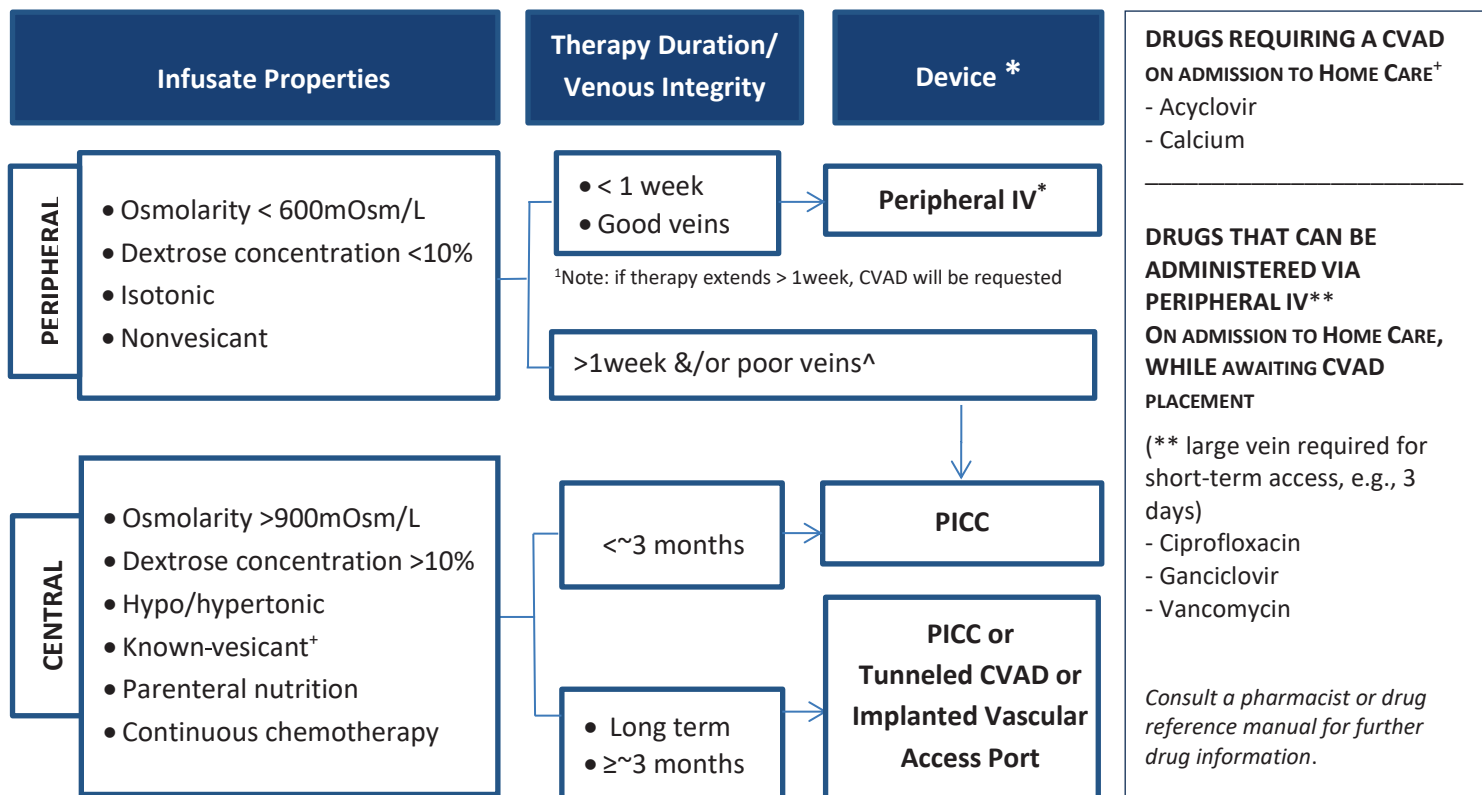 Infusate Properties
Therapy Duration/
Venous Integrity
Device *
PERIPHERAL
• Osmolarity < 600mOsm/L
• Dextrose concentration <10%
• Isotonic
• Nonvesicant
• < 1 week
• Good veins
Peripheral IV*
¹Note: if therapy extends > 1week, CVAD will be requested
>1week &/or poor veins^
CENTRAL
• Osmolarity >900mOsm/L
• Dextrose concentration >10%
• Hypo/hypertonic
• Known-vesicant⁺
• Parenteral nutrition
• Continuous chemotherapy
<~3 months
PICC
• Long term
• ≥~3 months
PICC or
Tunneled CVAD or
Implanted Vascular
Access Port
DRUGS REQUIRING A CVAD
ON ADMISSION TO HOME CARE⁺
- Acyclovir
- Calcium
DRUGS THAT CAN BE
ADMINISTERED VIA
PERIPHERAL IV**
ON ADMISSION TO HOME CARE,
WHILE AWAITING CVAD
PLACEMENT
(** large vein required for
short-term access, e.g., 3
days)
- Ciprofloxacin
- Ganciclovir
- Vancomycin
Consult a pharmacist or drug
reference manual for further
drug information.